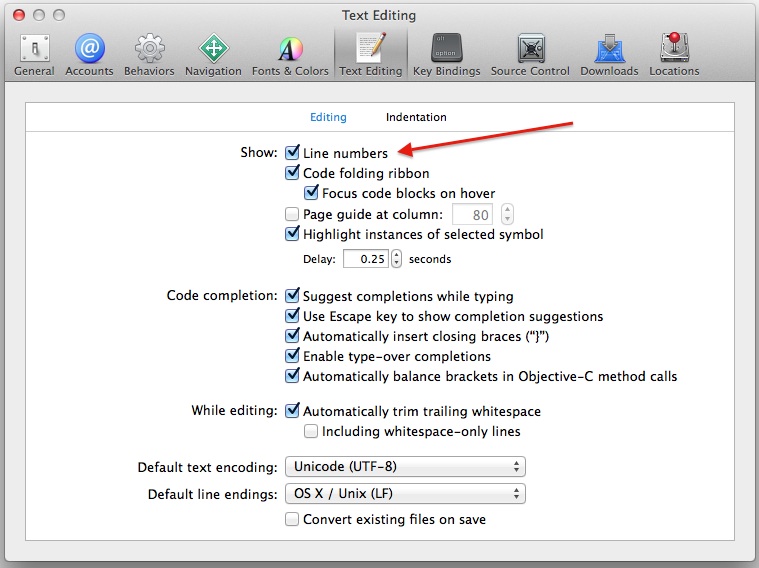 Text Editing
General Accounts Behaviors Navigation Fonts & Colors Text Editing Key Bindings Source Control Downloads Locations
Editing Indentation
Show: Line numbers
Code folding ribbon
Focus code blocks on hover
Page guide at column: 80
Highlight instances of selected symbol
Delay: 0.25 seconds
Code completion: Suggest completions while typing
Use Escape key to show completion suggestions
Automatically insert closing braces (“}”)
Enable type-over completions
Automatically balance brackets in Objective-C method calls
While editing: Automatically trim trailing whitespace
Including whitespace-only lines
Default text encoding: Unicode (UTF-8)
Default line endings: OS X / Unix (LF)
Convert existing files on save